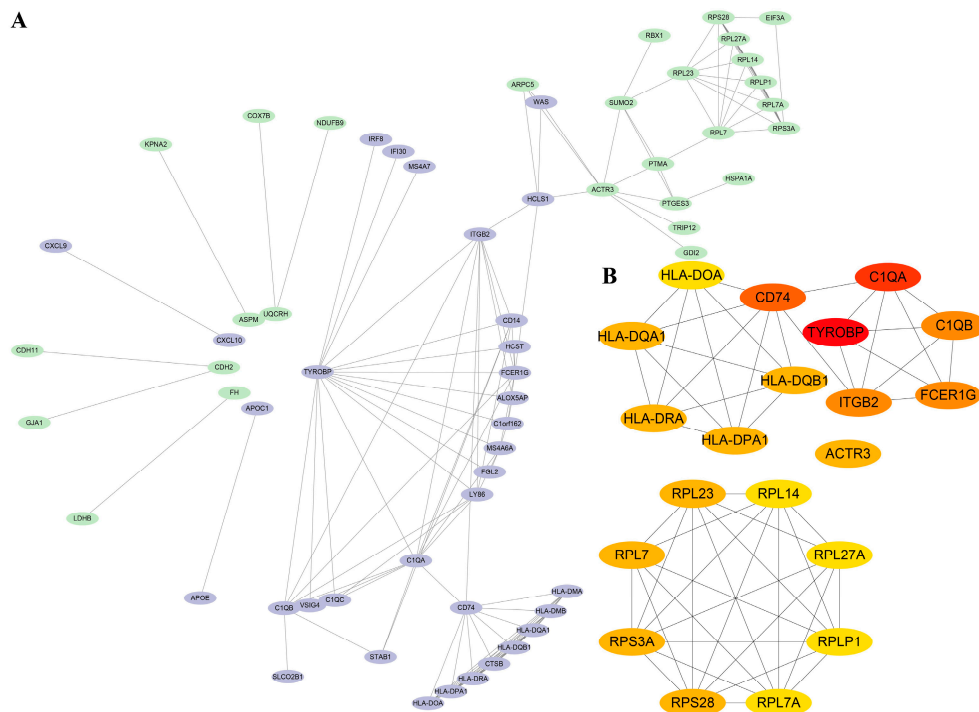 A
RPS28
EIF3A
RPL27A
RBX1
RPL14
RPL23
RPLP1
ARPC5
WAS
SUMO2
RPL7A
COX7B
NDUFB9
RPS3A
RPL7
IRF8
KPNA2
IFI30
MS4A7
PTMA
HSPA1A
ACTR3
HCLS1
PTGES3
TRIP12
ITGB2
CXCL9
GDI2
B
HLA-DOA
C1QA
CD74
ASPM
UQCRH
CD14
TYROBP
C1QB
HLA-DQA1
CXCL10
CDH11
CDH2
TYROBP
FCER1G
HLA-DQB1
FH
ALOX5AP
ITGB2
FCER1G
APOC1
HLA-DRA
GJA1
C1orf162
HLA-DPA1
MS4A6A
ACTR3
FGL2
LY86
RPL23
RPL14
LDHB
RPL7
RPL27A
C1QA
HLA-DMA
APOE
C1QB
VSIG4
C1QC
CD74
HLA-DMB
HLA-DQA1
RPS3A
RPLP1
HLA-DQB1
STAB1
CTSB
SLCO2B1
HLA-DRA
HLA-DPA1
HLA-DOA
RPS28
RPL7A